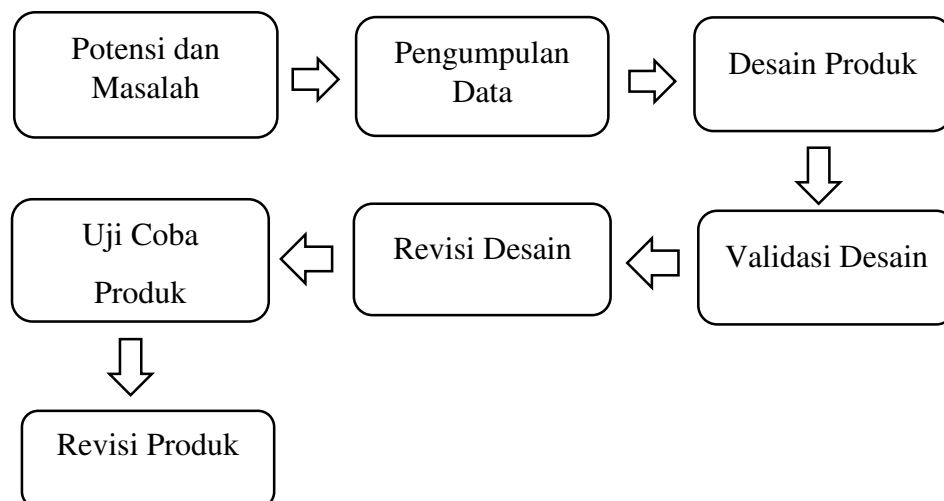 Potensi dan
Masalah
Pengumpulan
Data
Desain Produk
Validasi Desain
Revisi Desain
Uji Coba
Produk
Revisi Produk